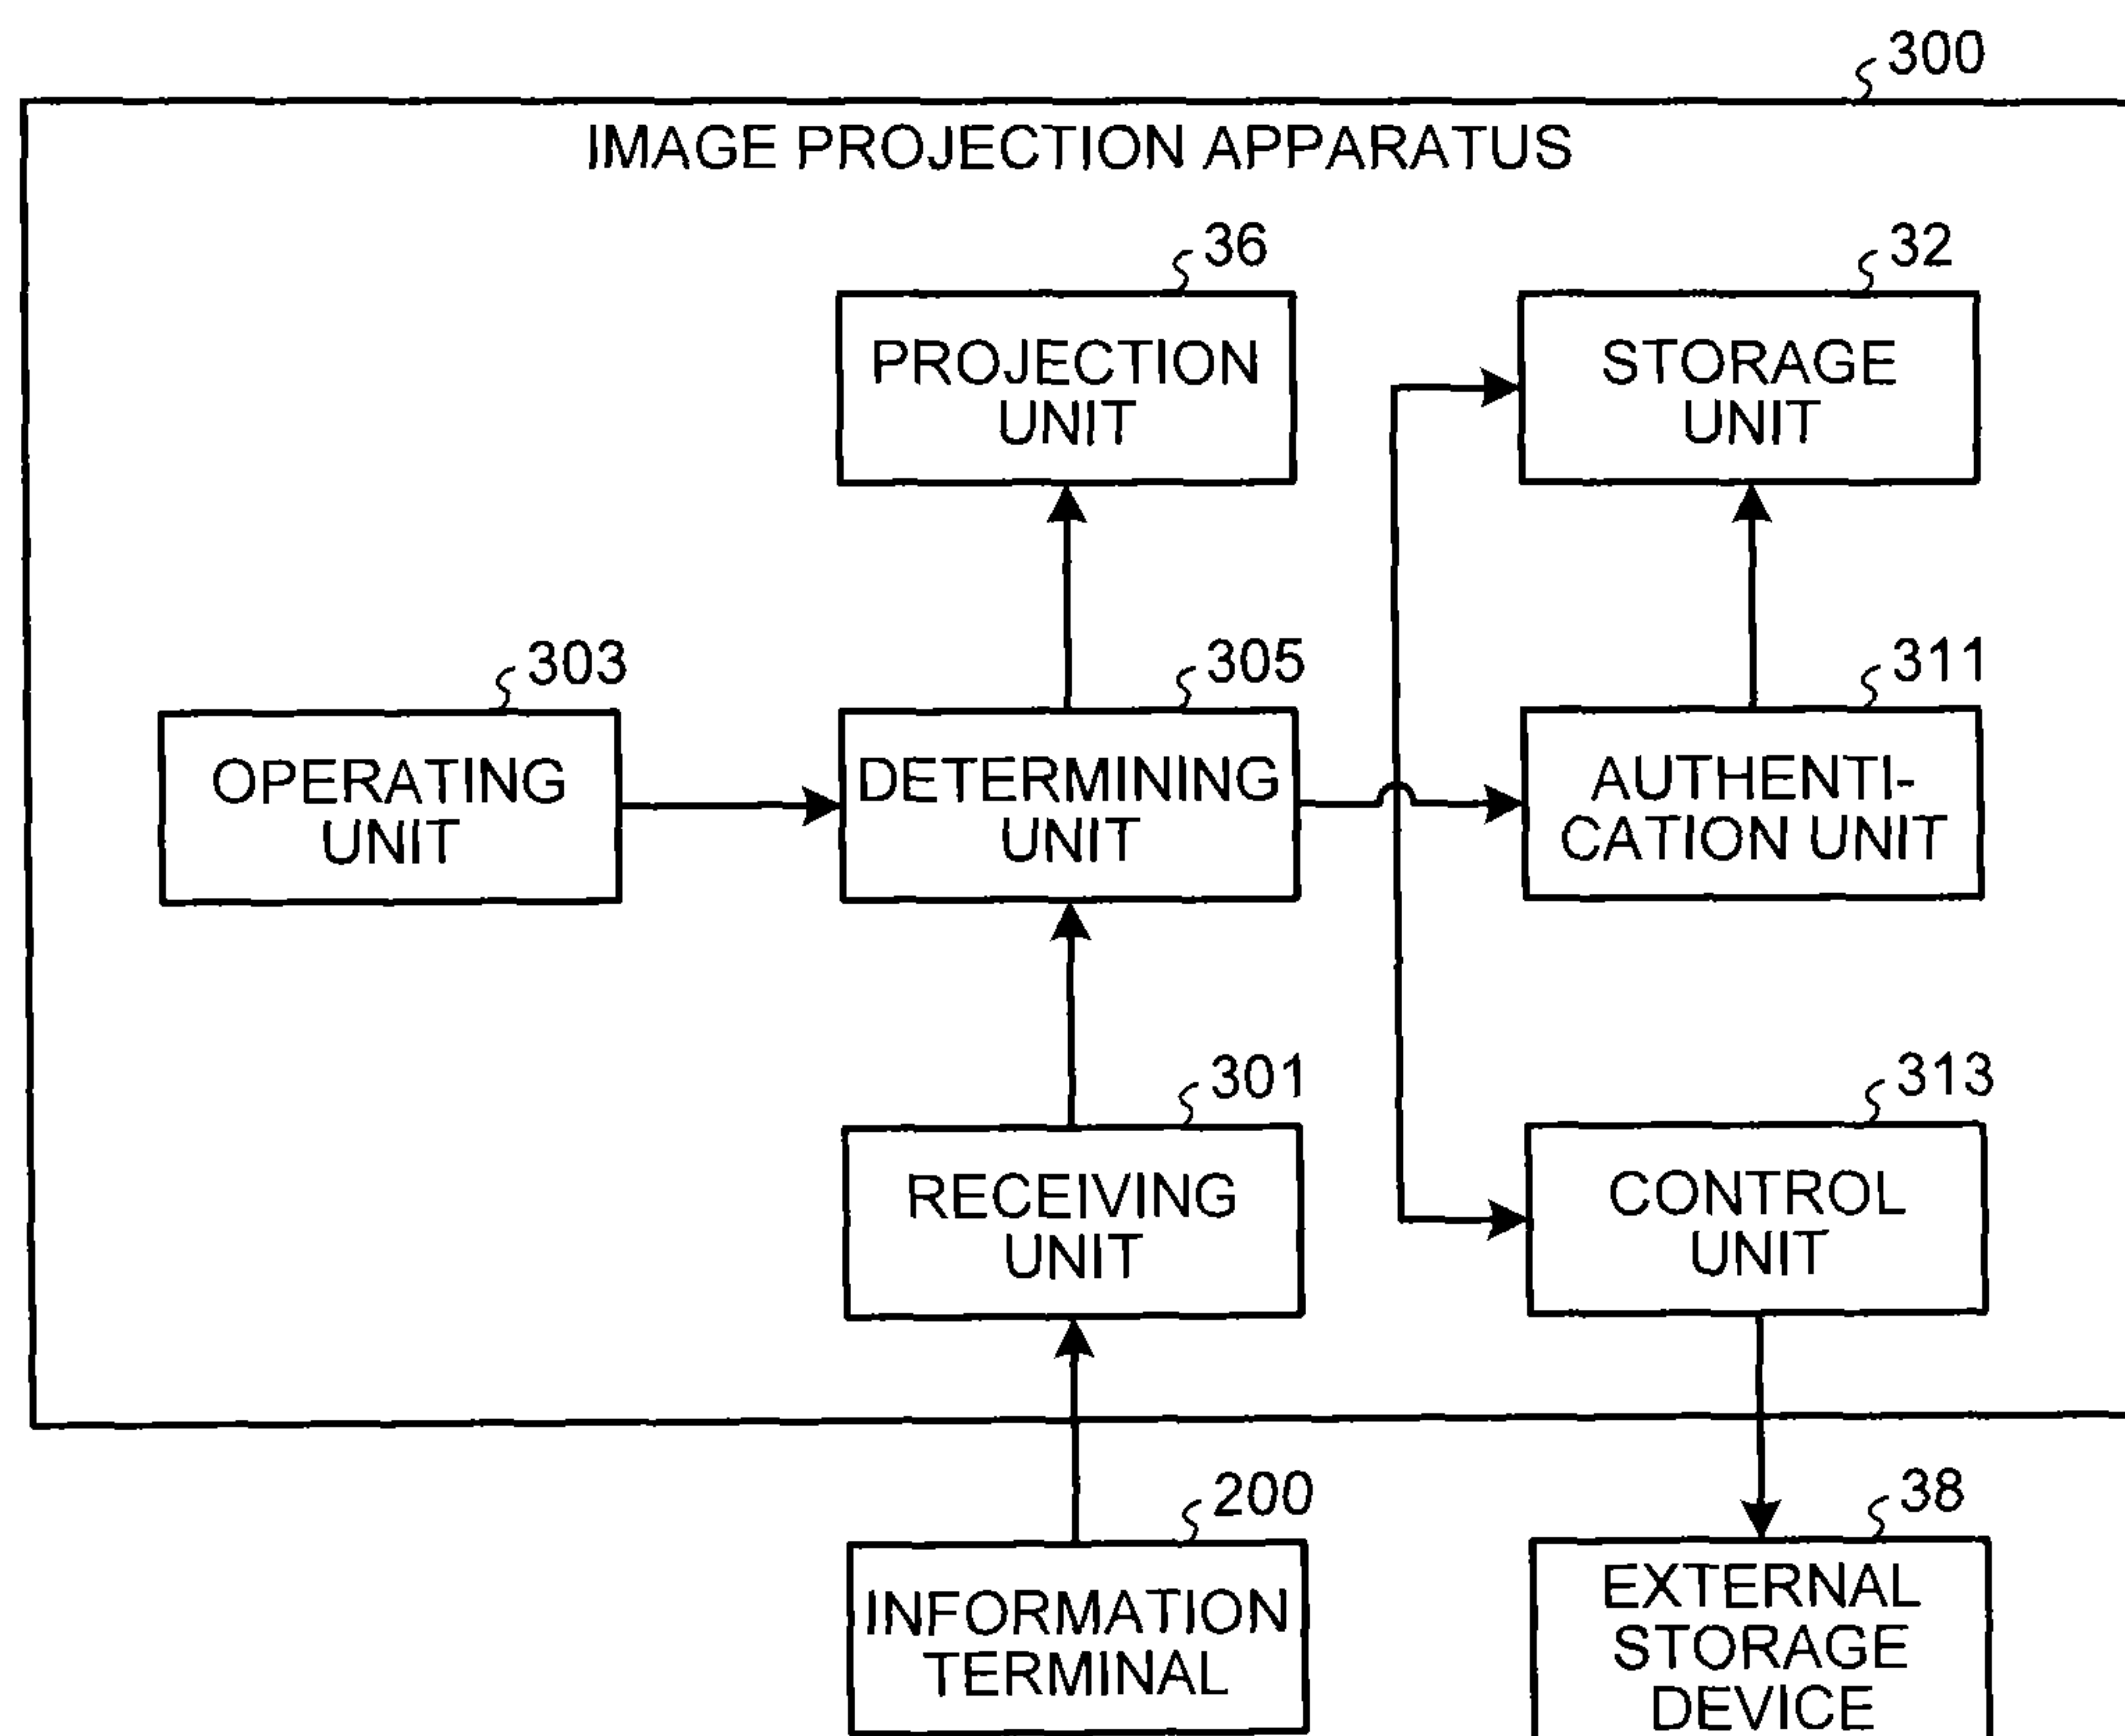 300
IMAGE PROJECTION APPARATUS
36
32
PROJECTION
UNIT
STORAGE
UNIT
303
305
311
OPERATING
UNIT
DETERMINING
UNIT
AUTHENTI-
CATION UNIT
301
313
RECEIVING
UNIT
CONTROL
UNIT
200
38
INFORMATION
TERMINAL
EXTERNAL
STORAGE
DEVICE